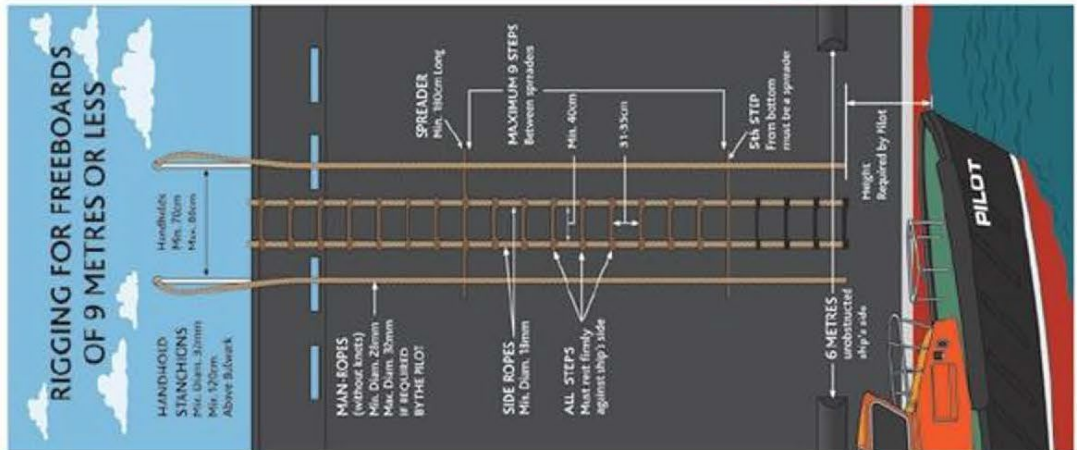 RIGGING FOR FREEBOARDS
OF 9 METRES OR LESS
HANDHOLD
STANCHIONS
Min. Diam. 32mm
Min. 120cm
Above Bulwark
Handholds
Min. 70cm
Max. 80cm
MAN-ROPES
(without knots)
Min. Diam. 28mm
Max. Diam. 32mm
IF REQUIRED
BY THE PILOT
SPREADER
Min. 180cm Long
MAXIMUM 9 STEPS
Between spreades
SIDE ROPES
Min. Diam. 18mm
Min. 40cm
31-35cm
ALL STEPS
Must rest firmly
against ship's side
5th STEP
From bottom
must be a spreader
6 METRES
unobstructed
ship's side
Height
Required by Pilot
PILOT